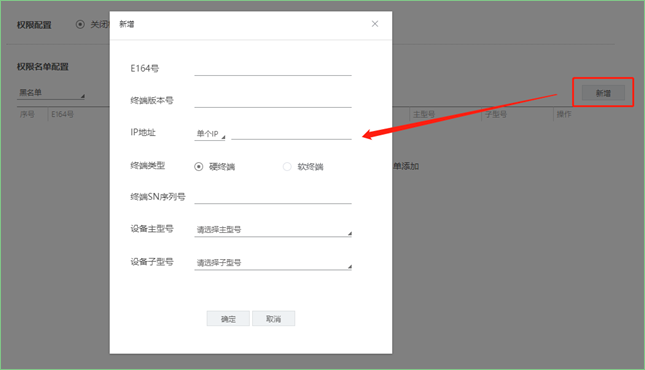 权限配置
关闭
权限名单配置
黑名单
新增
序号 E164号 主型号 子型号 操作
单添加
新增
E164号
终端版本号
IP地址 单个IP
终端类型 硬终端 软终端
终端SN序列号
设备主型号 请选择主型号
设备子型号 请选择子型号
确定 取消